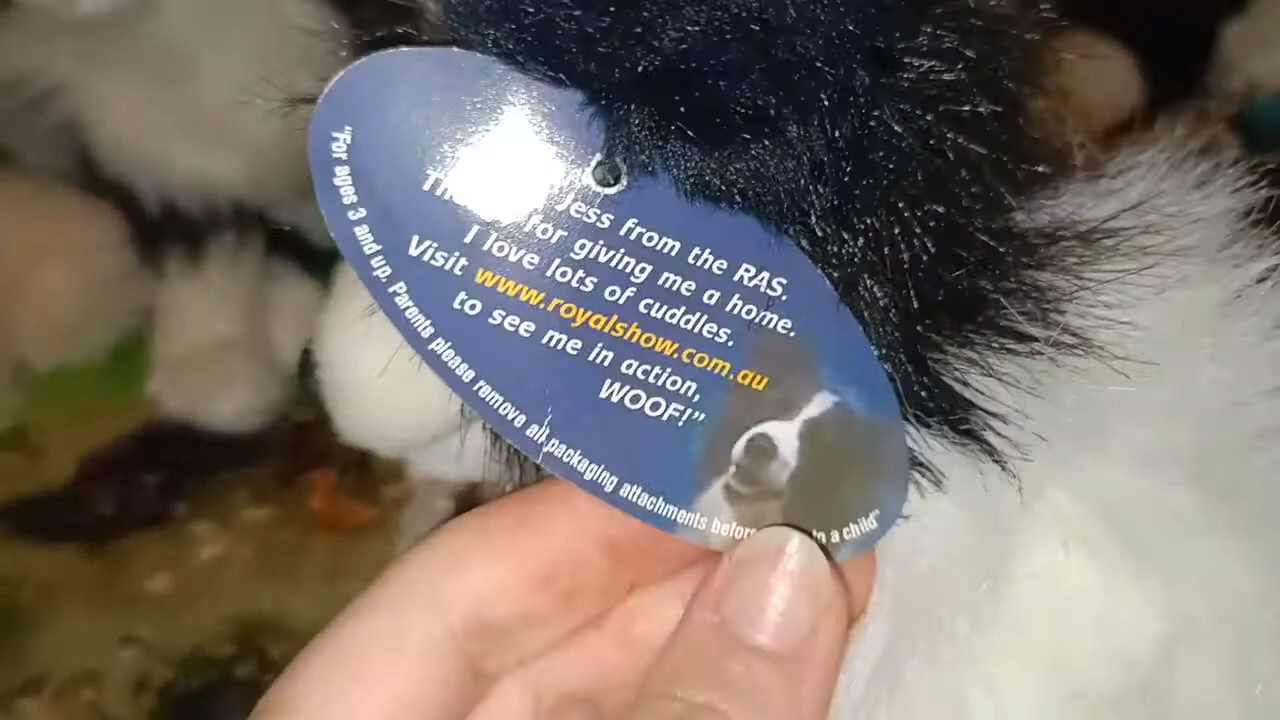 Jess from the RAS.
for giving me a home.
I love lots of cuddles.
Visit www.royalshow.com.au
to see me in action,
WOOF!”
“For ages 3 and up. Parents please remove all packaging attachments to a child”